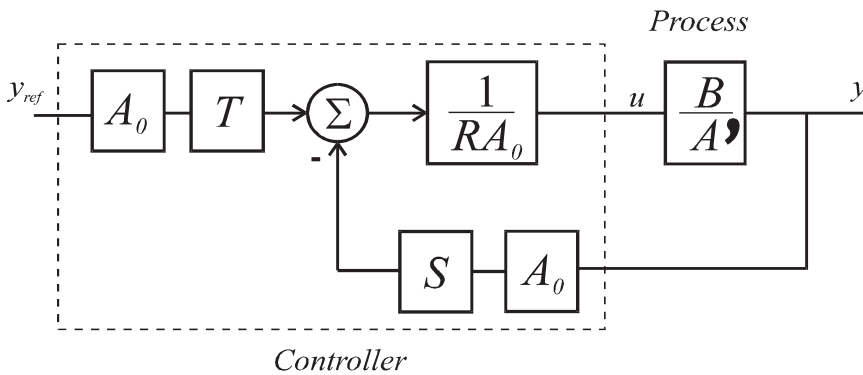 Process
y_ref
A_0
T
Σ
1
RA_0
u
B
A'
y
-
S
A_0
Controller